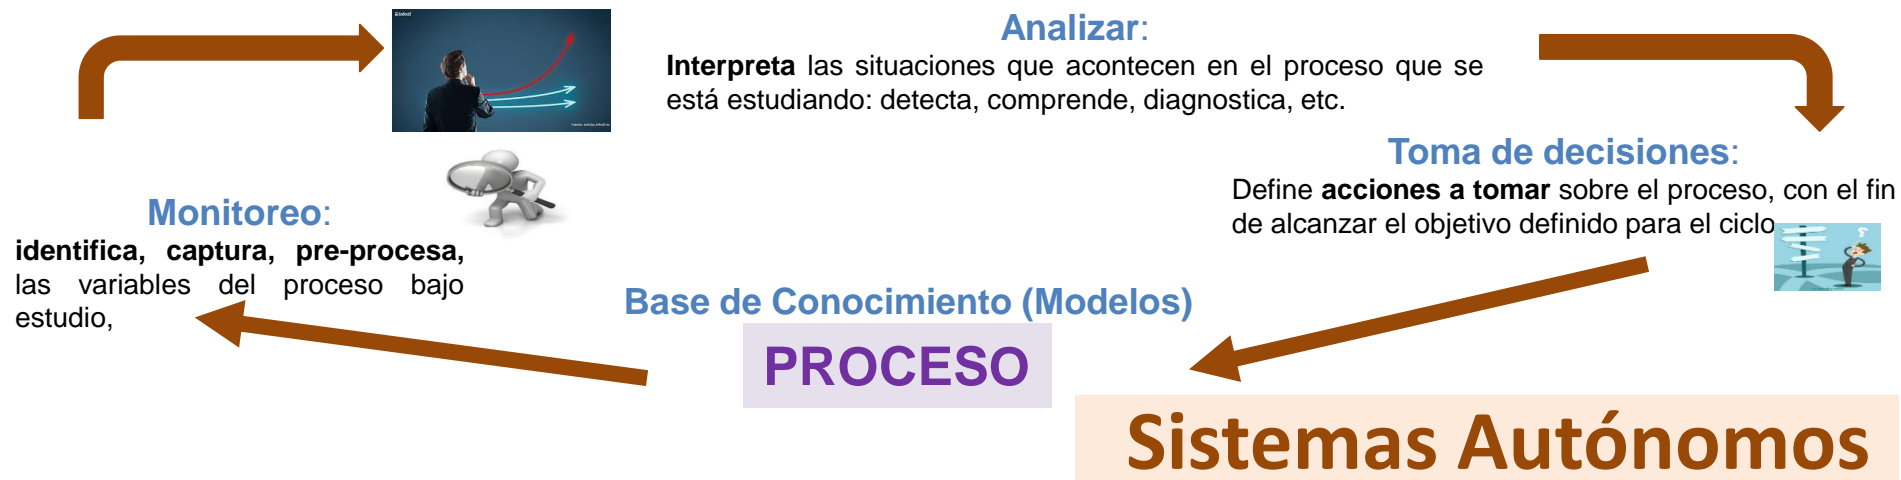 Analizar:
Interpreta las situaciones que acontecen en el proceso que se
está estudiando: detecta, comprende, diagnostica, etc.
Toma de decisiones:
Define acciones a tomar sobre el proceso, con el fin
de alcanzar el objetivo definido para el ciclo
Monitoreo:
identifica, captura, pre-procesa,
las variables del proceso bajo
estudio,
Base de Conocimiento (Modelos)
PROCESO
Sistemas Autónomos